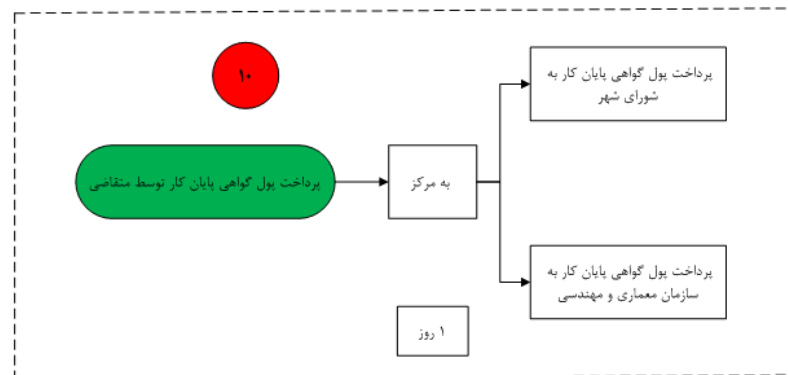 ۱۰
پرداخت پول گواهی پایان کار به
شورای شهر
پرداخت پول گواهی پایان کار توسط متقاضی
به مرکز
پرداخت پول گواهی پایان کار به
سازمان معماری و مهندسی
۱ روز